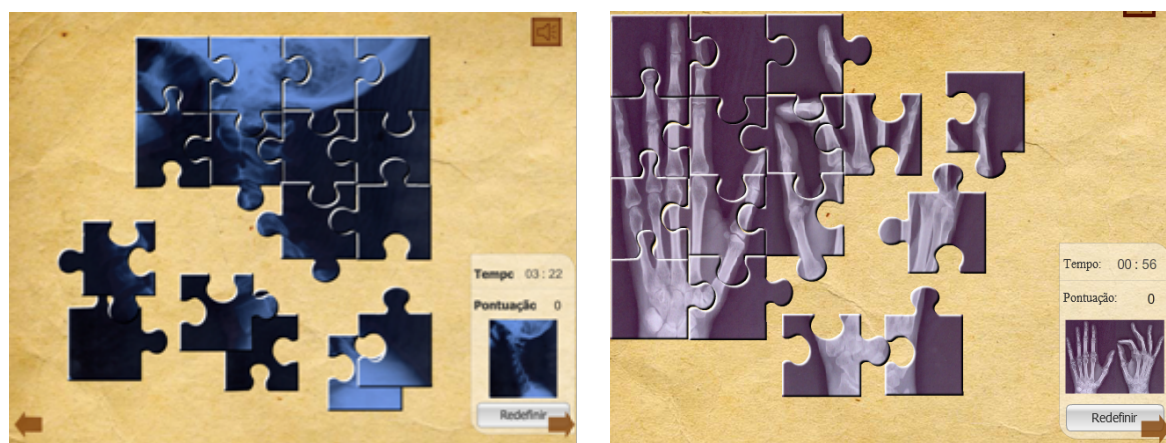 Tempo 03 : 22
Pontuação 0
Redefinir
Tempo: 00 : 56
Pontuação: 0
Redefinir